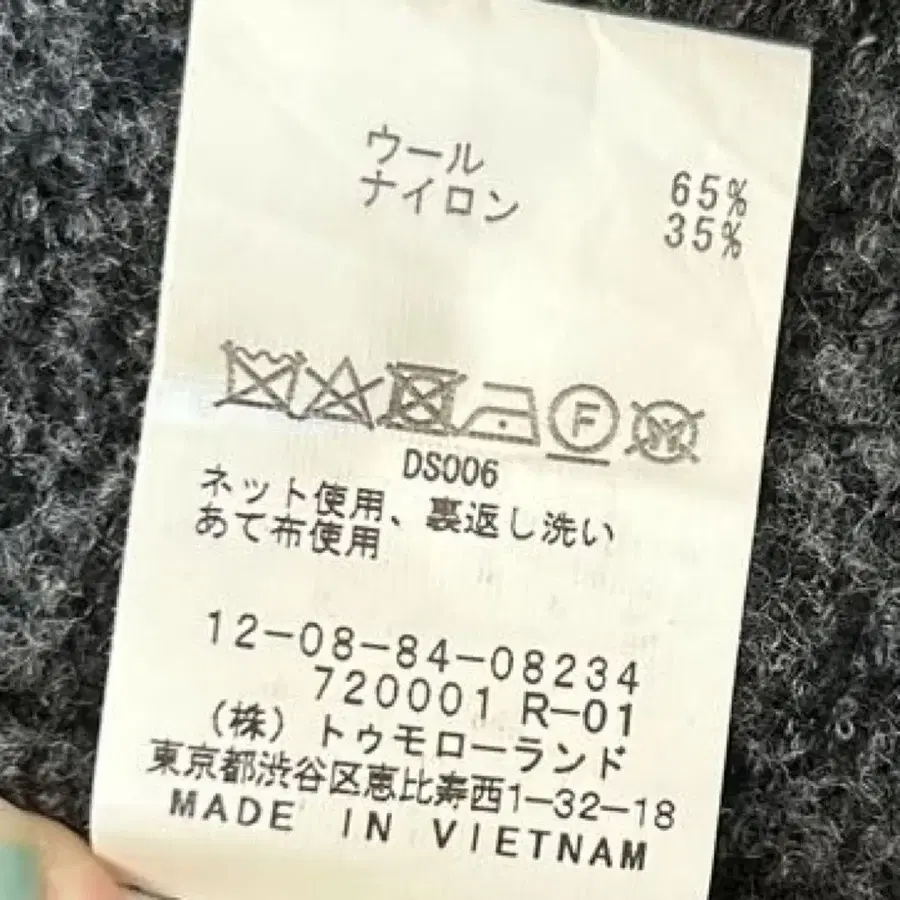 ウール 65%
ナイロン 35%
F
W
DS006
ネット使用、裏返し洗い
あて布使用
12-08-84-08234
720001 R-01
(株)トゥモローランド
東京都渋谷区恵比寿西1-32-18
MADE IN VIETNAM